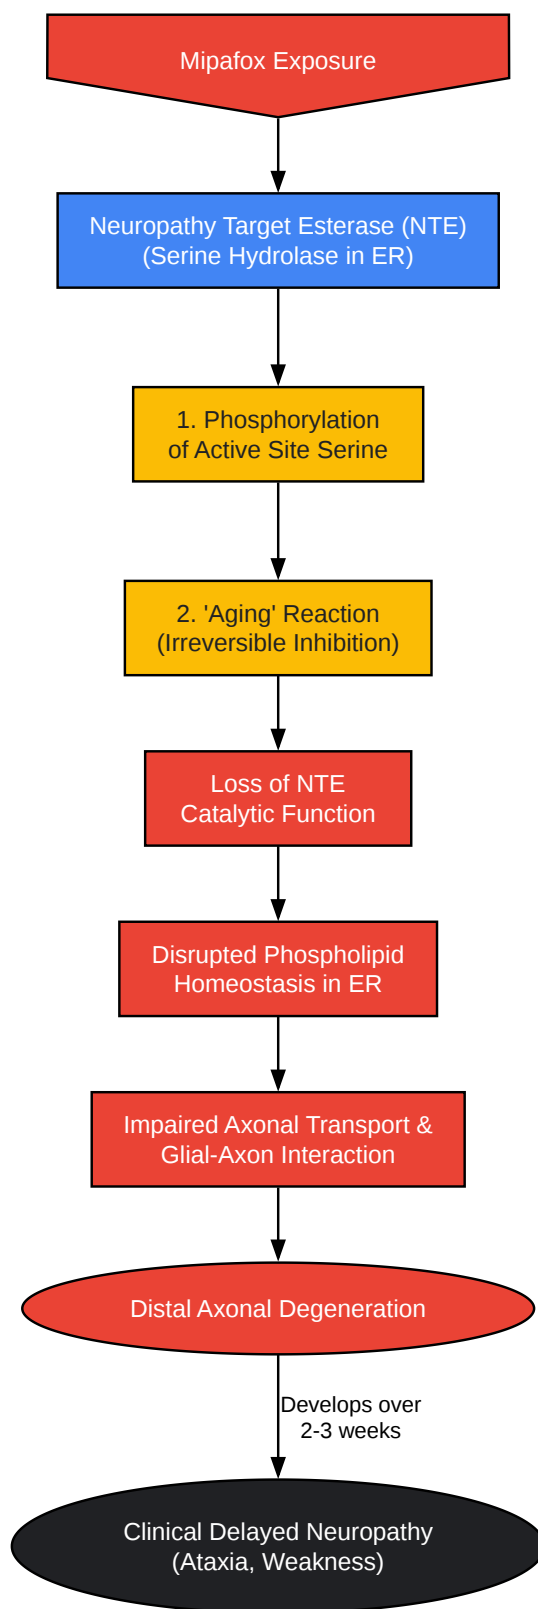 Mipafox Exposure
Neuropathy Target Esterase (NTE)
(Serine Hydrolase in ER)
1. Phosphorylation
of Active Site Serine
2. 'Aging' Reaction
(Irreversible Inhibition)
Loss of NTE
Catalytic Function
Disrupted Phospholipid
Homeostasis in ER
Impaired Axonal Transport &
Glial-Axon Interaction
Distal Axonal Degeneration
Develops over
2-3 weeks
Clinical Delayed Neuropathy
(Ataxia, Weakness)